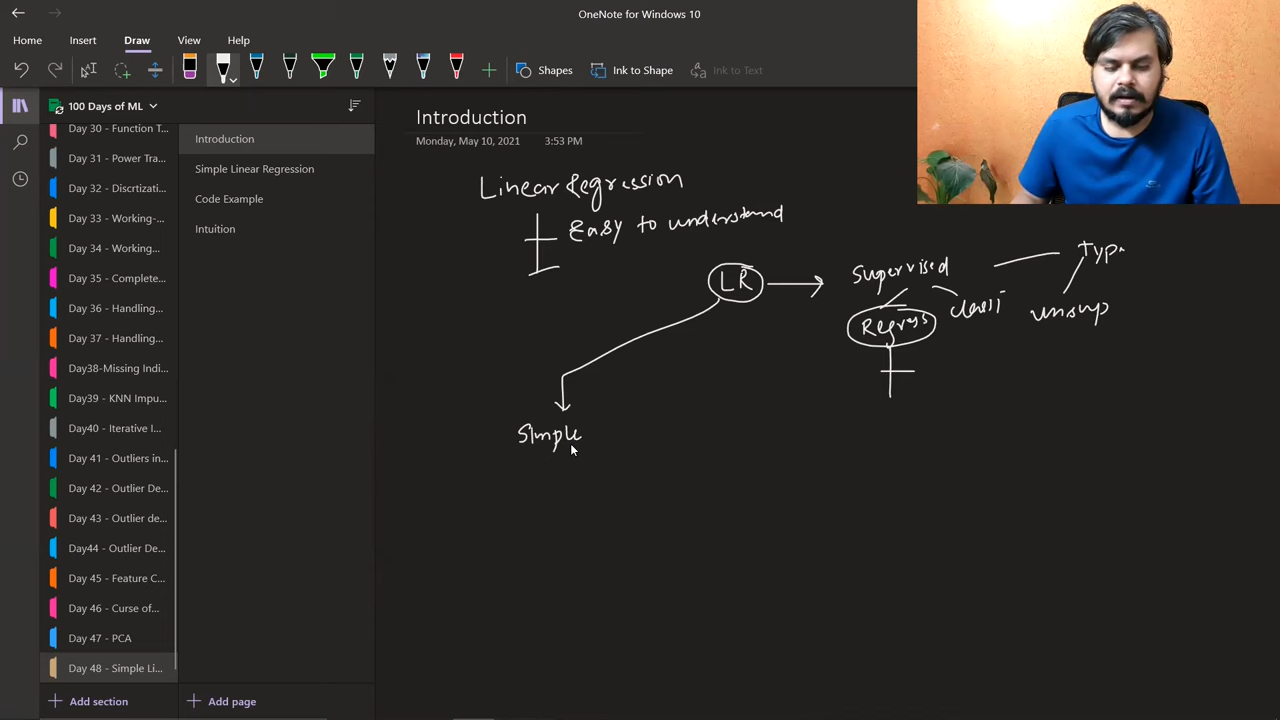 OneNote for Windows 10
Home
Insert
Draw
View
Help
Shapes
Ink to Shape
Ink to Text
100 Days of ML
Day 30 - Function T...
Day 31 - Power Tra...
Day 32 - Discrtizati...
Day 33 - Working-...
Day 34 - Working...
Day 35 - Complete...
Day 36 - Handling...
Day 37 - Handling...
Day38-Missing Indi...
Day39 - KNN Impu...
Day40 - Iterative I...
Day 41 - Outliers in...
Day 42 - Outlier De...
Day 43 - Outlier de...
Day44 - Outlier De...
Day 45 - Feature C...
Day 46 - Curse of...
Day 47 - PCA
Day 48 - Simple Li...
Add section
Introduction
Simple Linear Regression
Code Example
Intuition
Add page
Introduction
Monday, May 10, 2021 3:53 PM
Linear Regression
Easy to understand
LR
Supervised
Typ
Regress
classi
unsup
Simple